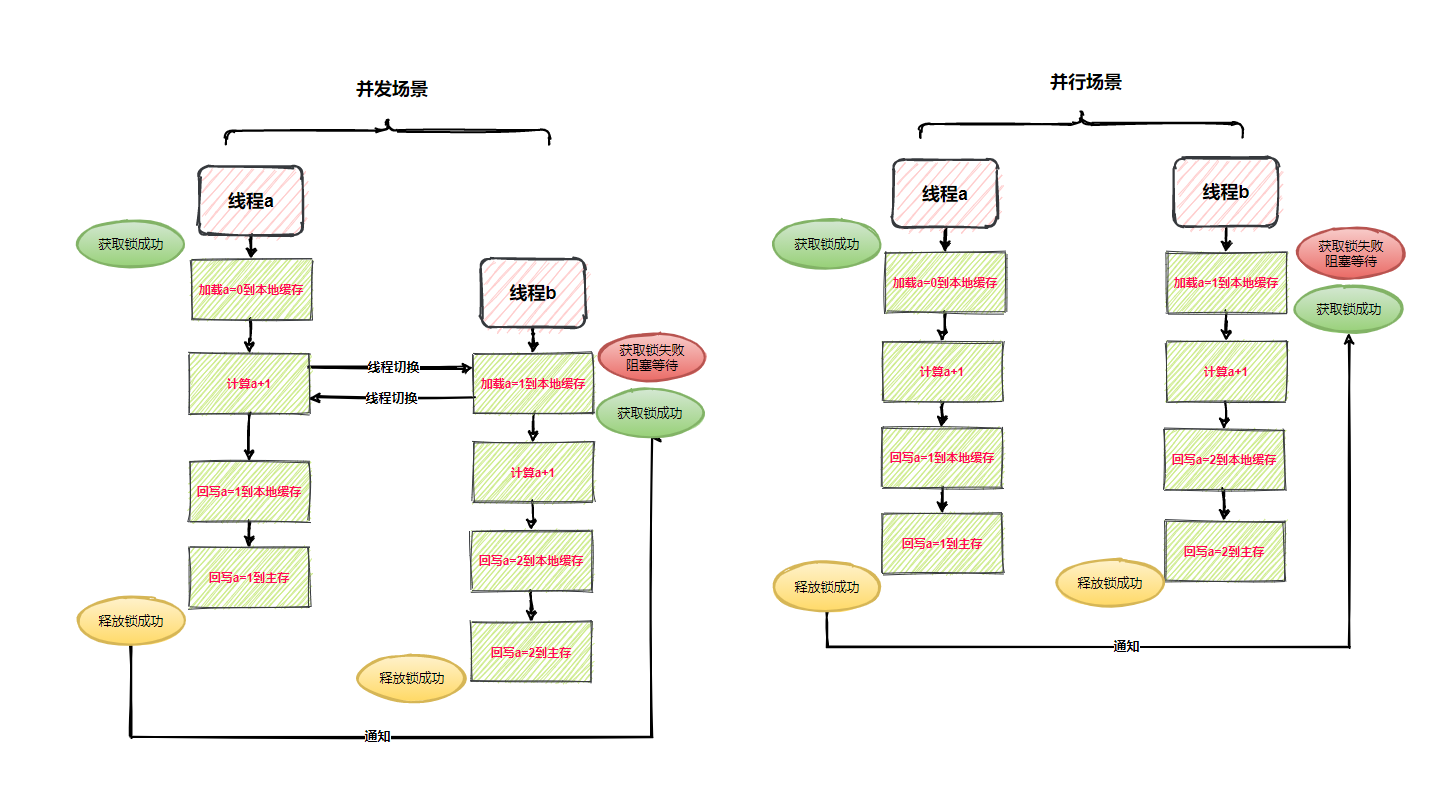 并发场景
线程a
获取锁成功
加载a=0到本地缓存
计算a+1
线程切换
线程切换
回写a=1到本地缓存
回写a=1到主存
释放锁成功
线程b
获取锁失败
阻塞等待
加载a=1到本地缓存
获取锁成功
计算a+1
回写a=2到本地缓存
回写a=2到主存
释放锁成功
通知
并行场景
线程a
获取锁成功
加载a=0到本地缓存
计算a+1
回写a=1到本地缓存
回写a=1到主存
释放锁成功
线程b
获取锁失败
阻塞等待
加载a=1到本地缓存
获取锁成功
计算a+1
回写a=2到本地缓存
回写a=2到主存
释放锁成功
通知